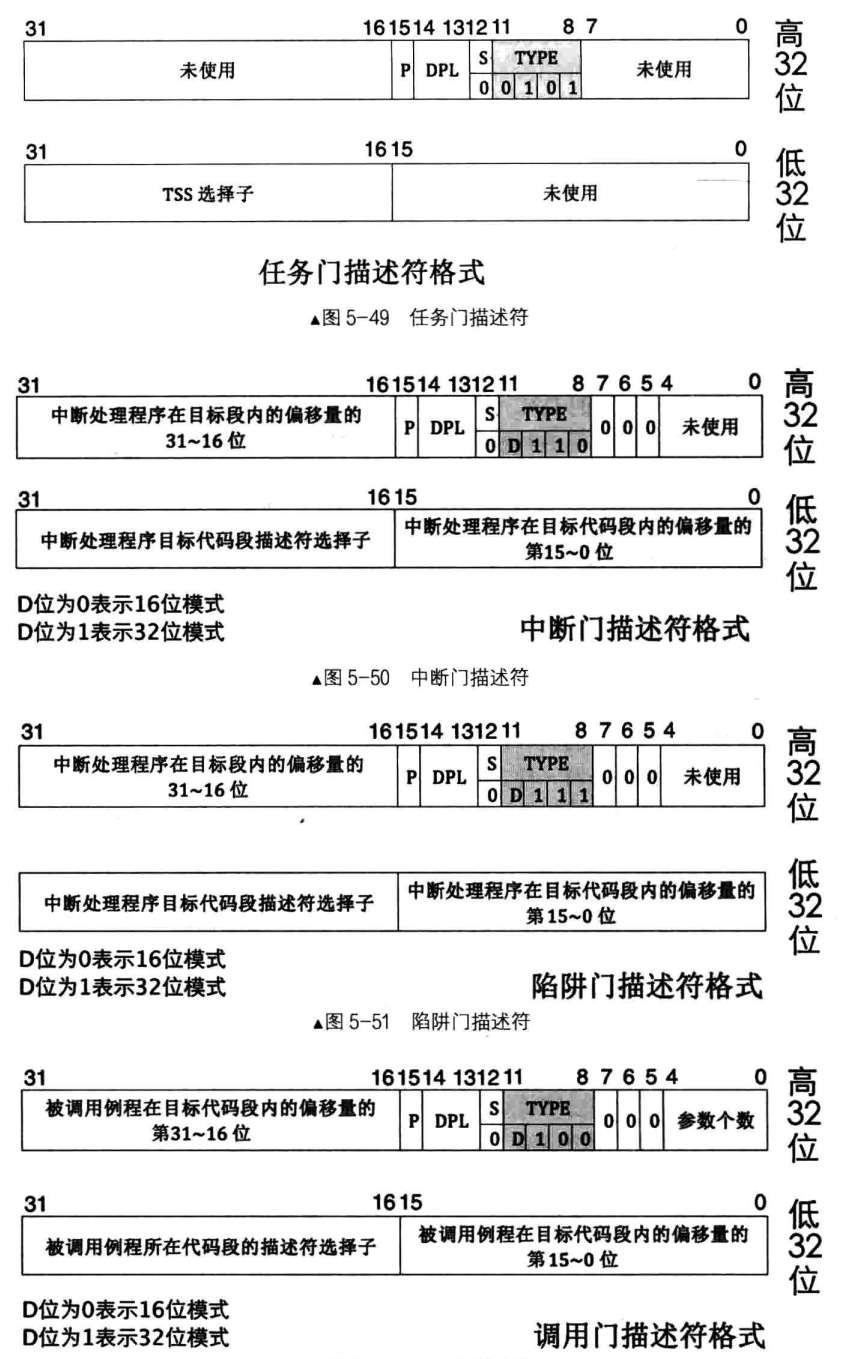 31 16 15 14 13 12 11 8 7 0
未使用 P DPL S TYPE 未使用
0 0 1 0 1
高32位
31 16 15 0
TSS 选择子 未使用
低32位
任务门描述符格式
▲图 5-49 任务门描述符
31 16 15 14 13 12 11 8 7 6 5 4 0
中断处理程序在目标段内的偏移量的
31~16 位
P DPL S TYPE 0 0 0 未使用
0 D 1 1 0
高32位
31 16 15 0
中断处理程序目标代码段描述符选择子
中断处理程序在目标代码段内的偏移量的
第15~0 位
低32位
D位为0表示16位模式
D位为1表示32位模式
中断门描述符格式
▲图 5-50 中断门描述符
31 16 15 14 13 12 11 8 7 6 5 4 0
中断处理程序在目标段内的偏移量的
31~16 位
P DPL S TYPE 0 0 0 未使用
0 D 1 1 1
高32位
中断处理程序目标代码段描述符选择子
中断处理程序在目标代码段内的偏移量的
第15~0 位
低32位
D位为0表示16位模式
D位为1表示32位模式
陷阱门描述符格式
▲图 5-51 陷阱门描述符
31 16 15 14 13 12 11 8 7 6 5 4 0
被调用例程在目标代码段内的偏移量的
第31~16 位
P DPL S TYPE 0 0 0 参数个数
0 D 1 0 0
高32位
31 16 15 0
被调用例程所在代码段的描述符选择子
被调用例程在目标代码段内的偏移量的
第15~0 位
低32位
D位为0表示16位模式
D位为1表示32位模式
调用门描述符格式